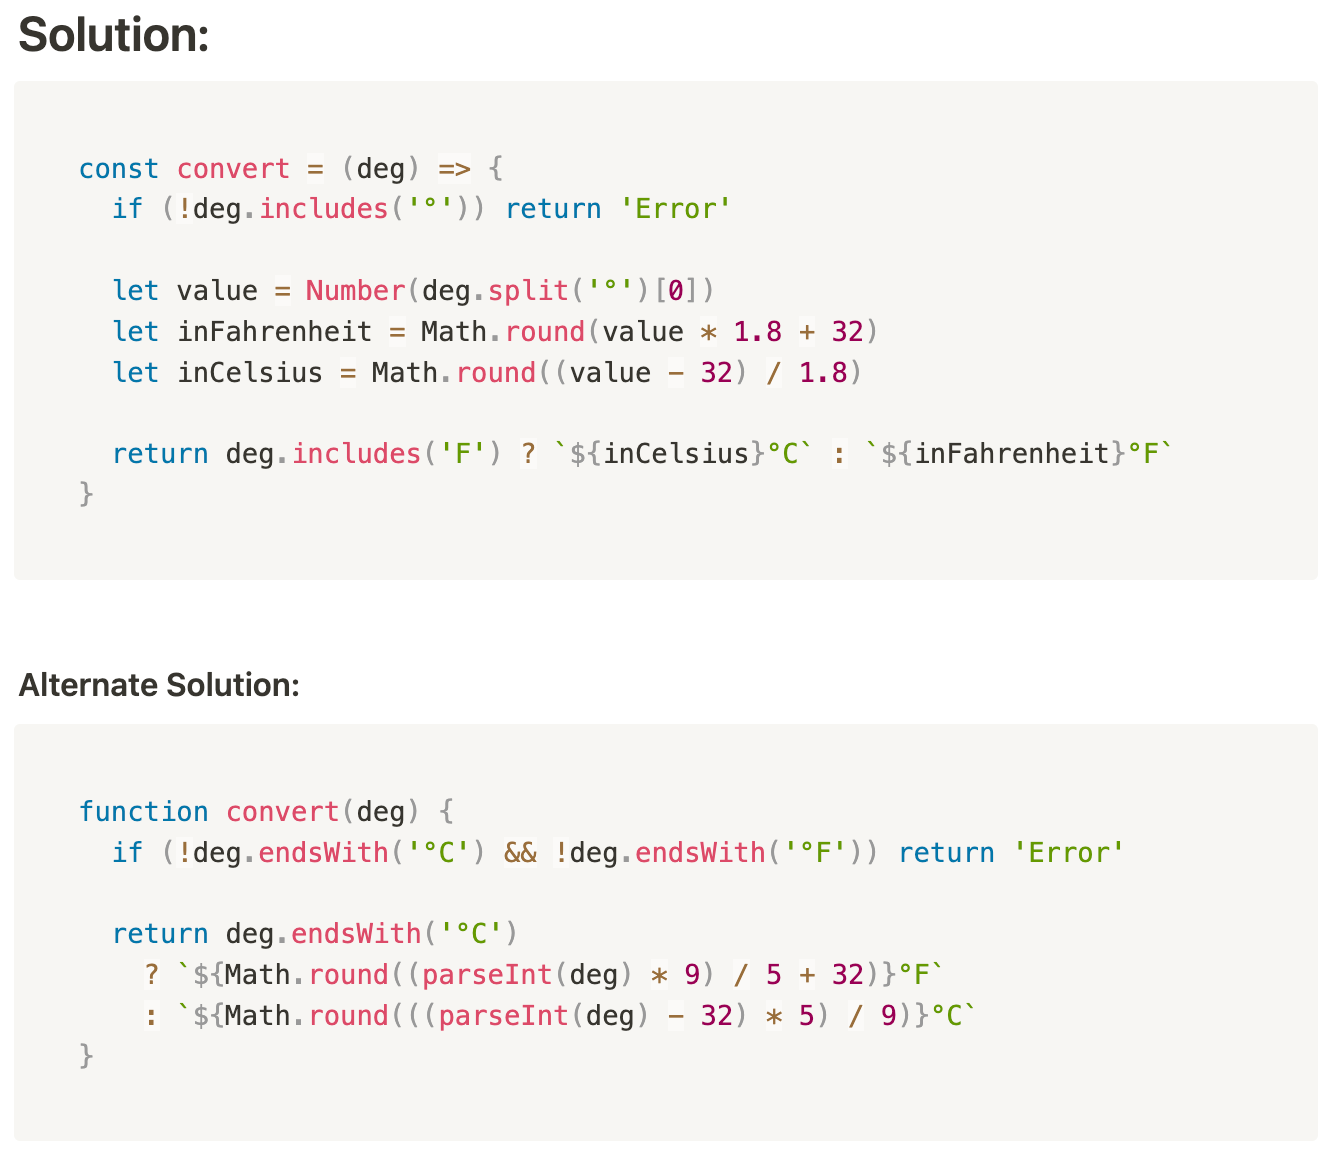 Solution:
const convert = (deg) => {
  if (!deg.includes('°')) return 'Error'
  let value = Number(deg.split('°')[0])
  let inFahrenheit = Math.round(value * 1.8 + 32)
  let inCelsius = Math.round((value - 32) / 1.8)
  return deg.includes('F') ? `${inCelsius}°C` : `${inFahrenheit}°F`
}
Alternate Solution:
function convert(deg) {
  if (!deg.endsWith('°C') && !deg.endsWith('°F')) return 'Error'
  return deg.endsWith('°C')
    ? `${Math.round((parseInt(deg) * 9) / 5 + 32)}°F`
    : `${Math.round(((parseInt(deg) - 32) * 5) / 9)}°C`
}